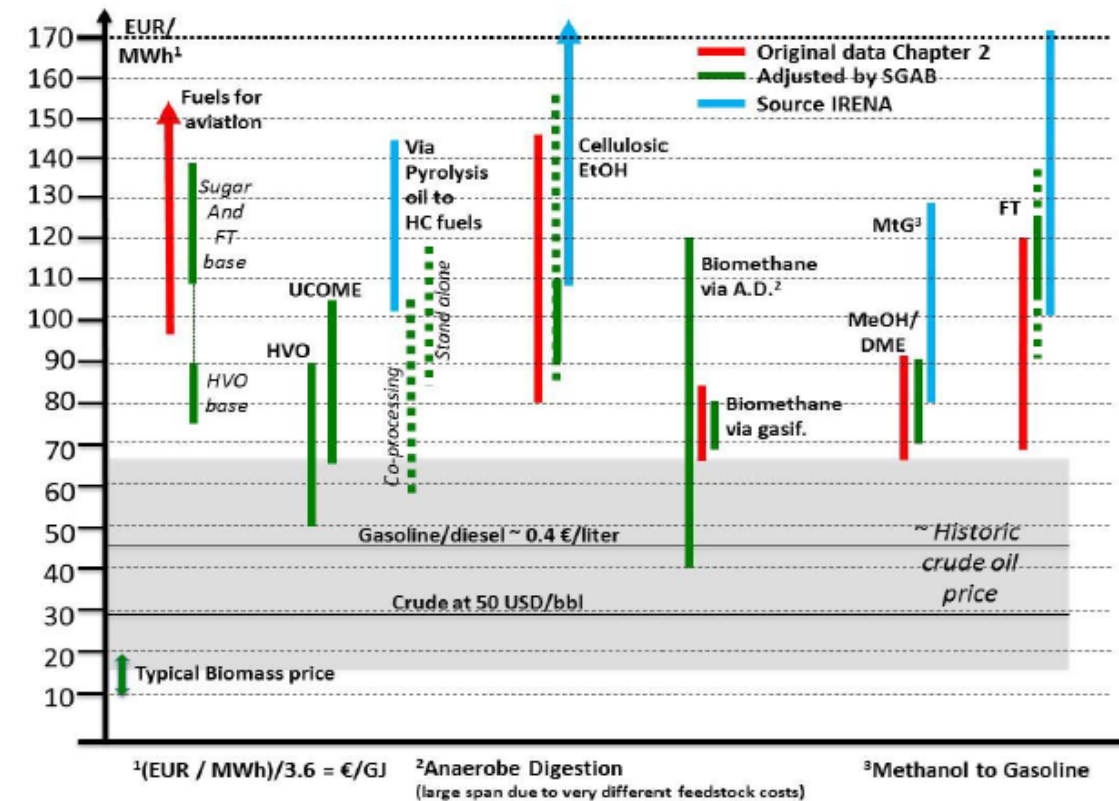 EUR/
MWh¹
170
160
150
140
130
120
110
100
90
80
70
60
50
40
30
20
10
Original data Chapter 2
Adjusted by SGAB
Source IRENA
Fuels for
aviation
Sugar
And
FT
base
HVO
base
HVO
UCOME
Via
Pyrolysis
oil to
HC fuels
Co-processing
Stand alone
Cellulosic
EtOH
Biomethane
via A.D.²
Biomethane
via gasif.
MeOH/
DME
MtG³
FT
Gasoline/diesel ~ 0.4 €/liter
Crude at 50 USD/bbl
~ Historic
crude oil
price
Typical Biomass price
¹(EUR / MWh)/3.6 = €/GJ
²Anaerobe Digestion
(large span due to very different feedstock costs)
³Methanol to Gasoline